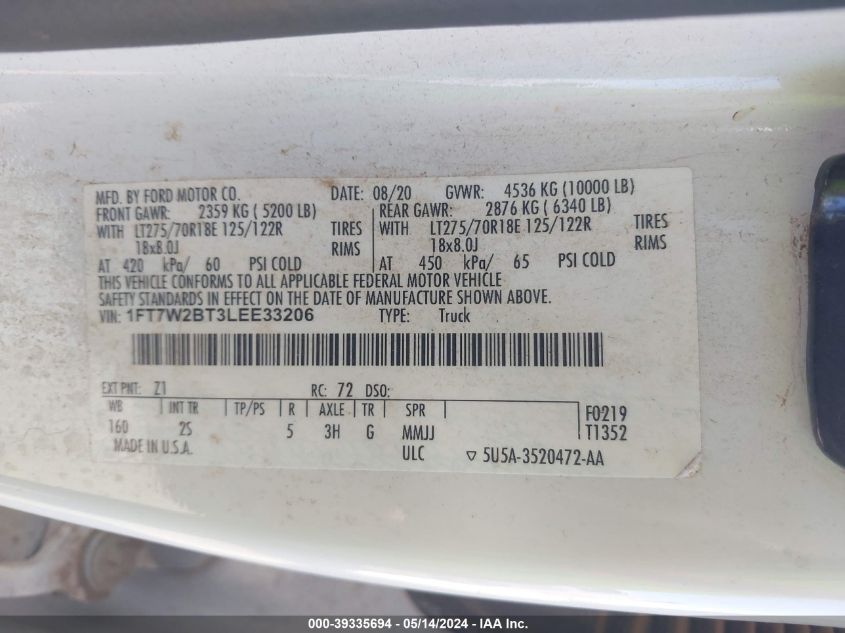 MFD. BY FORD MOTOR CO. DATE: 08/20 GVWR: 4536 KG (10000 LB)
FRONT GAWR: 2359 KG ( 5200 LB) REAR GAWR: 2876 KG ( 6340 LB)
WITH LT275/70R18E 125/122R TIRES WITH LT275/70R18E 125/122R TIRES
18x8.0J RIMS 18x8.0J RIMS
AT 420 kPa/ 60 PSI COLD AT 450 kPa/ 65 PSI COLD
THIS VEHICLE CONFORMS TO ALL APPLICABLE FEDERAL MOTOR VEHICLE
SAFETY STANDARDS IN EFFECT ON THE DATE OF MANUFACTURE SHOWN ABOVE.
VIN: 1FT7W2BT3LEE33206 TYPE: Truck
EXT PNT: Z1 RC: 72 DSO:
WB INT TR TP/PS R AXLE TR SPR F0219
160 2S 5 3H G MMJJ T1352
MADE IN U.S.A. ULC ▽ 5U5A-3520472-AA
000-39335694 - 05/14/2024 - IAA Inc.